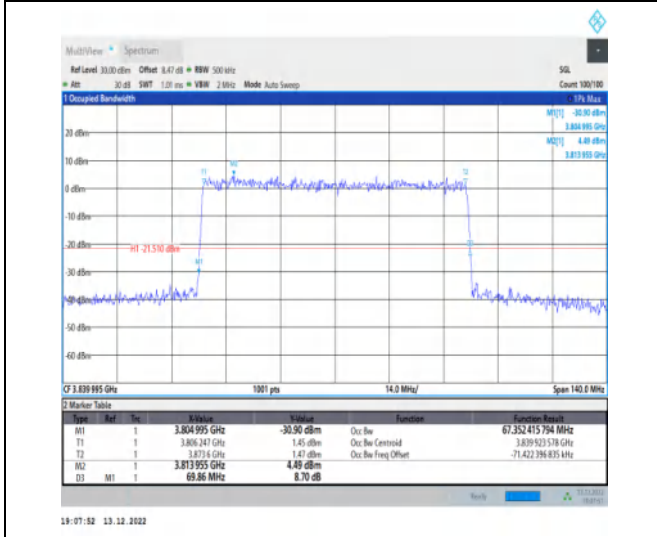 MultiView Spectrum
Ref Level 30.00 dBm Offset 8.47 dB RBW 500 kHz SGL
Att 30 dB SWT 1.01 ms VBW 2 MHz Mode Auto Sweep Count 100/100
1 Occupied Bandwidth 1Pk Max
M1[1] -30.90 dBm
3.804 995 GHz
20 dBm
M2[1] 4.49 dBm
3.813 955 GHz
10 dBm
M2
T1 T2
0 dBm
-10 dBm
-20 dBm
H1 -21.510 dBm
M1
-30 dBm
-50 dBm
-60 dBm
CF 3.839 995 GHz 1001 pts 14.0 MHz/ Span 140.0 MHz
2 Marker Table
Type Ref Trc X-Value Y-Value Function Function Result
M1 1 3.804 995 GHz -30.90 dBm Occ Bw 67.352 415 794 MHz
T1 1 3.806 247 GHz 1.45 dBm Occ Bw Centroid 3.839 923 578 GHz
T2 1 3.873 6 GHz 1.47 dBm Occ Bw Freq Offset -71.422 396 835 kHz
M2 1 3.813 955 GHz 4.49 dBm
D3 M1 1 69.86 MHz 8.70 dB
Ready 13.12.2022
19:07:52 13.12.2022